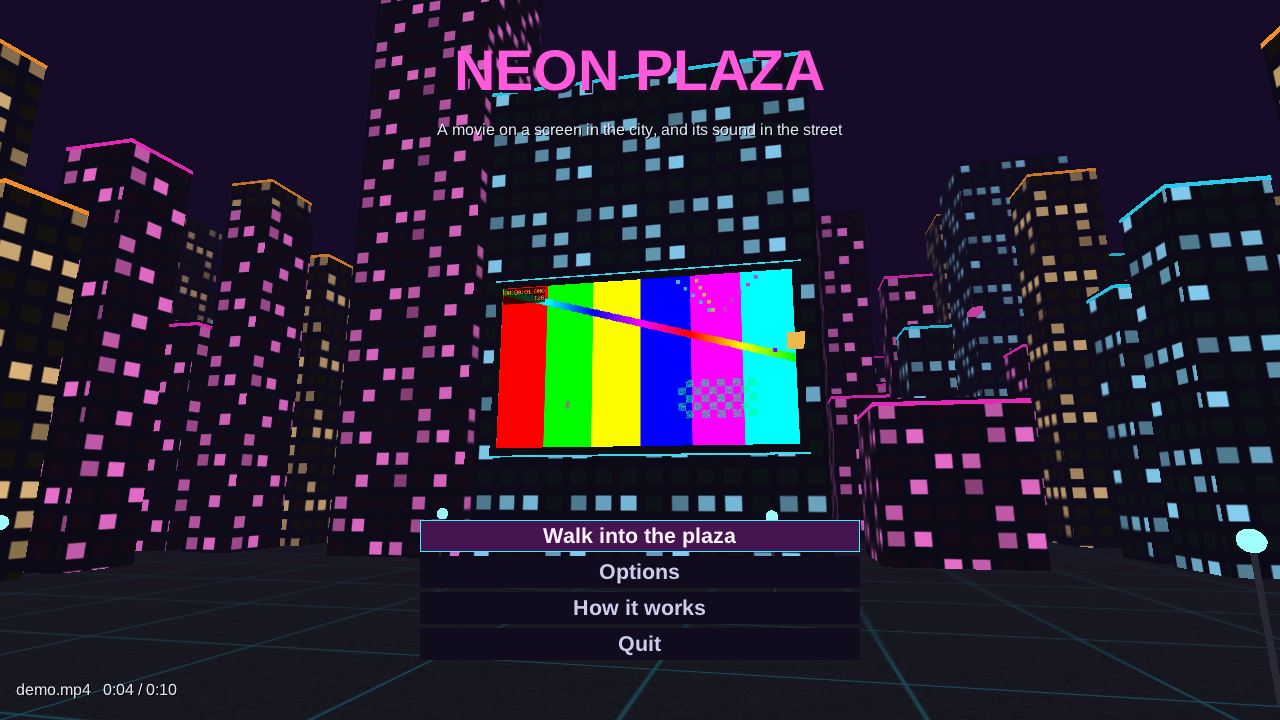 NEON PLAZA
A movie on a screen in the city, and its sound in the street
Walk into the plaza
Options
How it works
Quit
demo.mp4 0:04 / 0:10